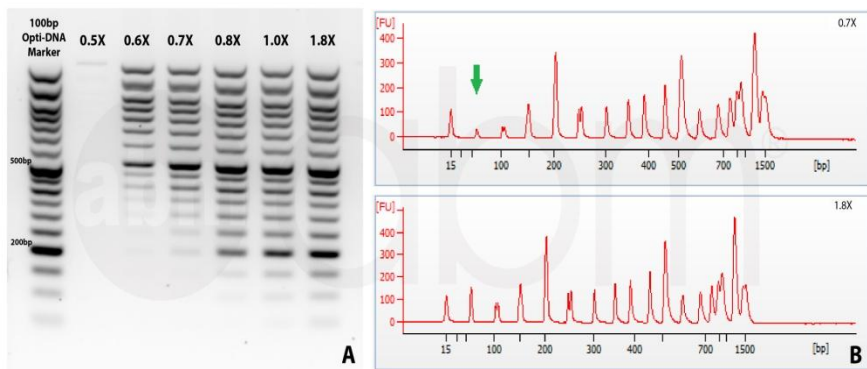 100bp
Opti-DNA
Marker
0.5X 0.6X 0.7X 0.8X 1.0X 1.8X
500bp
200bp
A
abm
[FU]
0.7X
400
300
200
100
0
15 100 200 300 400 500 700 1500 [bp]
[FU]
1.8X
400
300
200
100
0
15 100 200 300 400 700 1500 [bp]
B